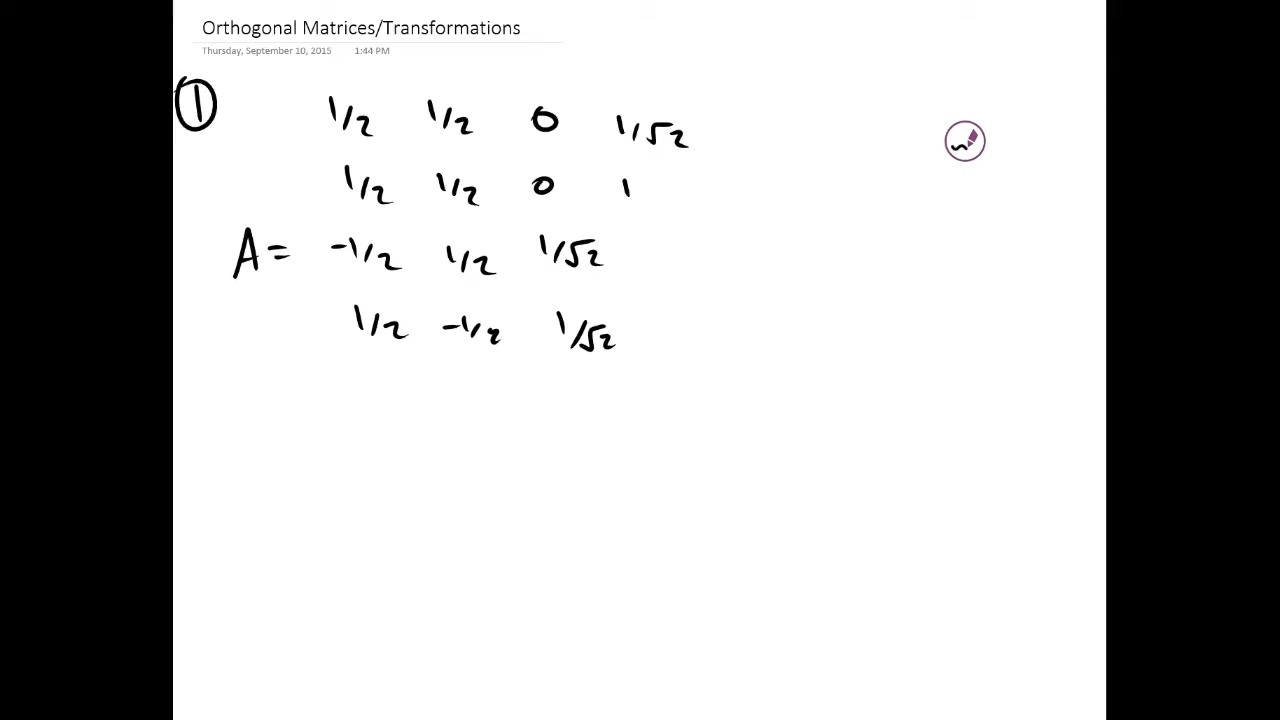 Orthogonal Matrices/Transformations
Thursday, September 10, 2015 1:44 PM
① 1/2 1/2 0 1/√2
1/2 1/2 0 1
A= -1/2 1/2 1/√2
1/2 -1/2 1/√2